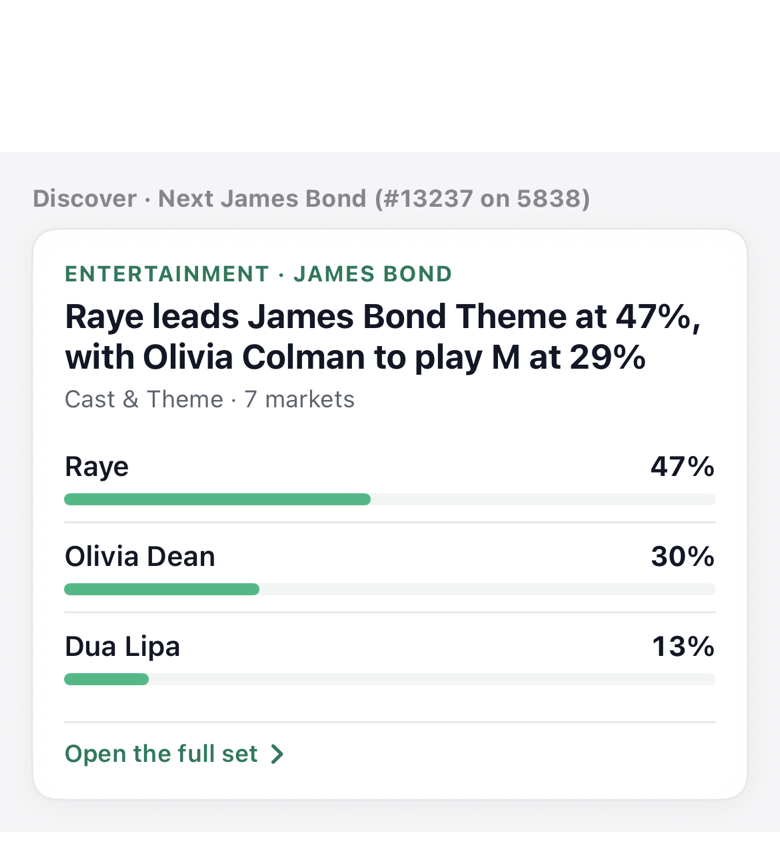 Discover · Next James Bond (#13237 on 5838)
ENTERTAINMENT · JAMES BOND
Raye leads James Bond Theme at 47%,
with Olivia Colman to play M at 29%
Cast & Theme · 7 markets
Raye 47%
Olivia Dean 30%
Dua Lipa 13%
Open the full set